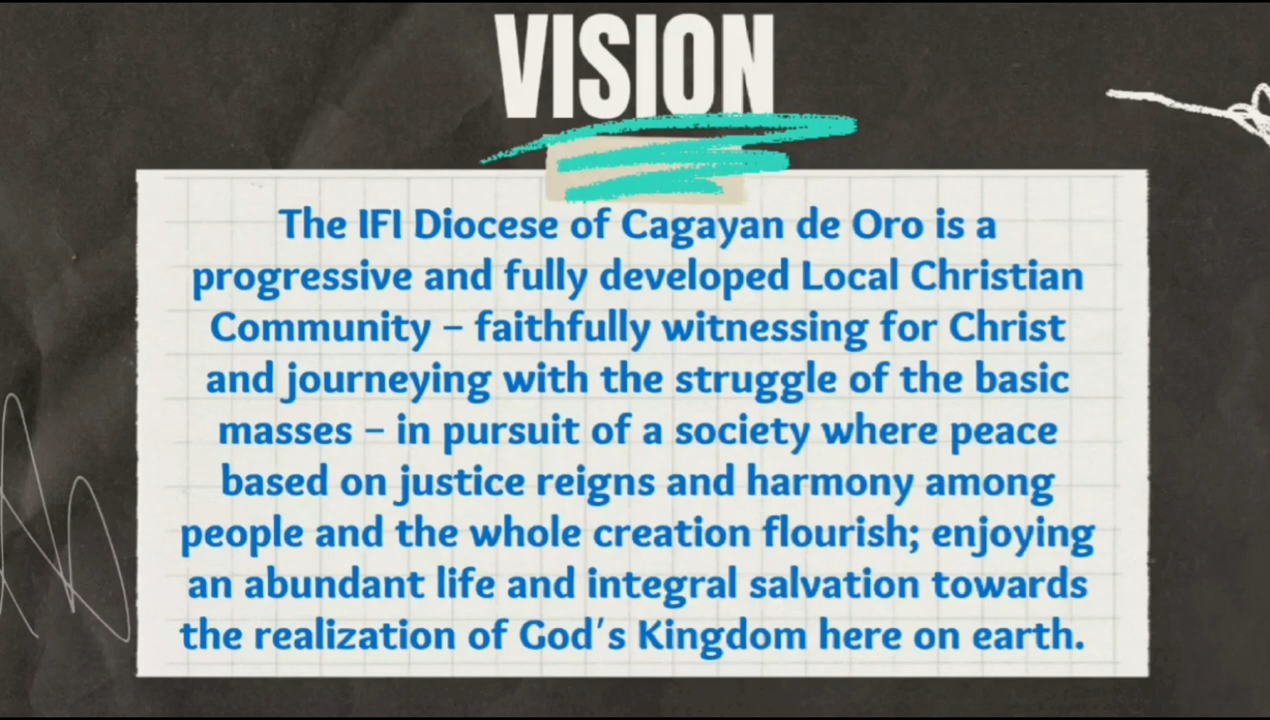 VISION
The IFI Diocese of Cagayan de Oro is a
progressive and fully developed Local Christian
Community – faithfully witnessing for Christ
and journeying with the struggle of the basic
masses – in pursuit of a society where peace
based on justice reigns and harmony among
people and the whole creation flourish; enjoying
an abundant life and integral salvation towards
the realization of God's Kingdom here on earth.